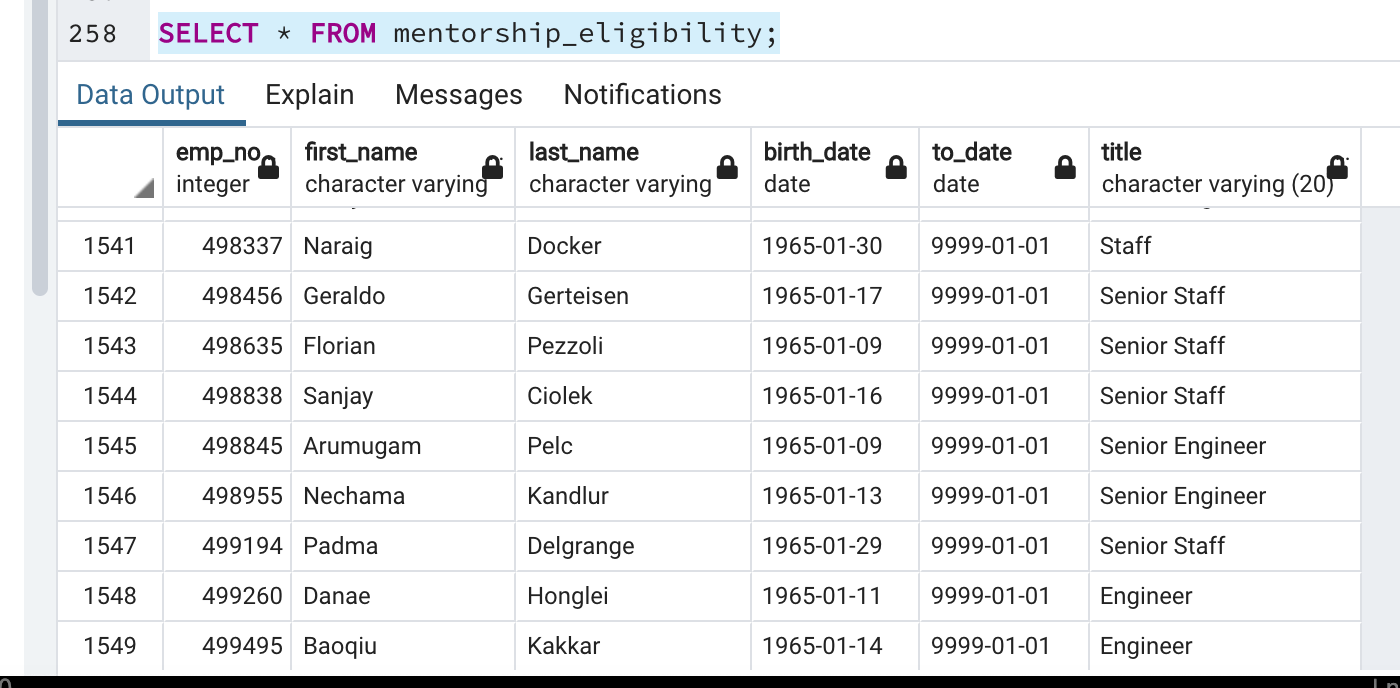 258 SELECT * FROM mentorship_eligibility;
Data Output Explain Messages Notifications
emp_no first_name last_name birth_date to_date title
integer character varying character varying date date character varying (20)
1541 498337 Naraig Docker 1965-01-30 9999-01-01 Staff
1542 498456 Geraldo Gerteisen 1965-01-17 9999-01-01 Senior Staff
1543 498635 Florian Pezzoli 1965-01-09 9999-01-01 Senior Staff
1544 498838 Sanjay Ciolek 1965-01-16 9999-01-01 Senior Staff
1545 498845 Arumugam Pelc 1965-01-09 9999-01-01 Senior Engineer
1546 498955 Nechama Kandlur 1965-01-13 9999-01-01 Senior Engineer
1547 499194 Padma Delgrange 1965-01-29 9999-01-01 Senior Staff
1548 499260 Danae Honglei 1965-01-11 9999-01-01 Engineer
1549 499495 Baoqiu Kakkar 1965-01-14 9999-01-01 Engineer